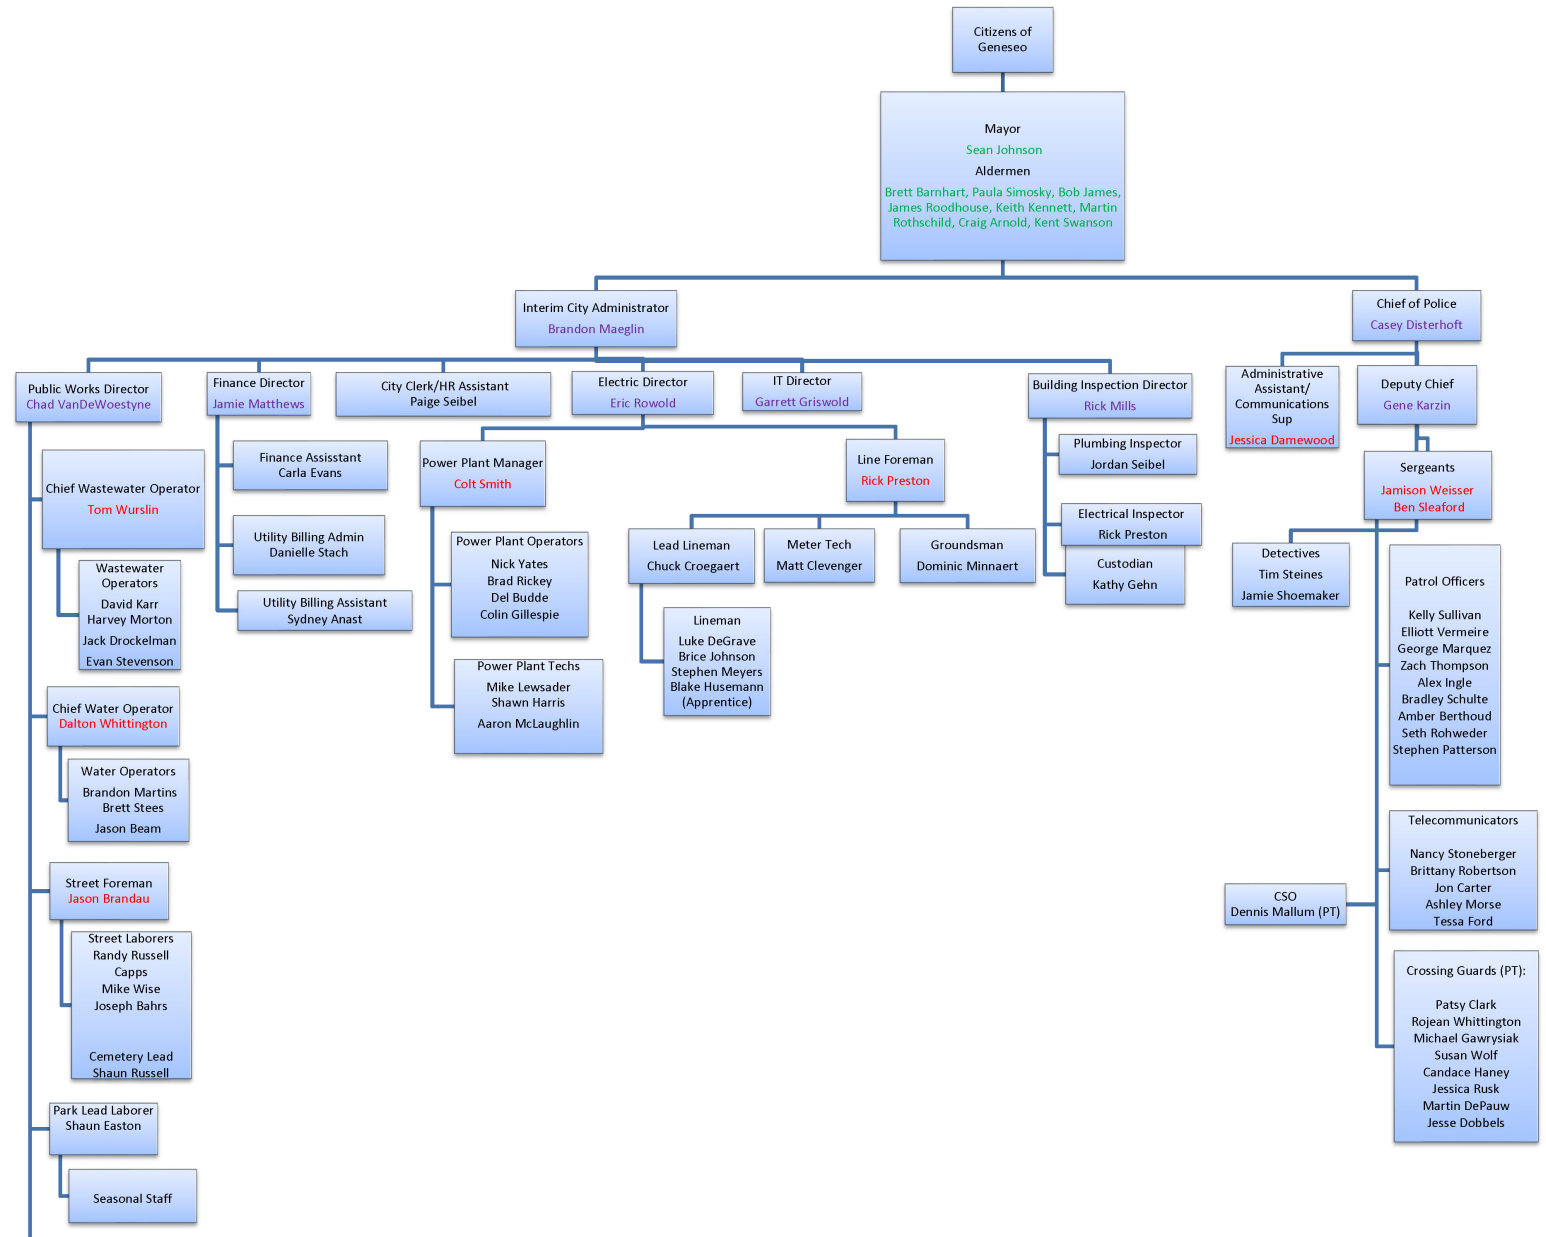 Citizens of
Geneseo
Mayor
Sean Johnson
Aldermen
Brett Barnhart, Paula Simosky, Bob James,
James Roodhouse, Keith Kennett, Martin
Rothschild, Craig Arnold, Kent Swanson
Interim City Administrator
Brandon Maeglin
Chief of Police
Casey Disterhoft
Public Works Director
Chad VanDeWoestyne
Finance Director
Jamie Matthews
City Clerk/HR Assistant
Paige Seibel
Electric Director
Eric Rowold
IT Director
Garrett Griswold
Building Inspection Director
Rick Mills
Administrative
Assistant/
Communications
Sup
Jessica Damewood
Deputy Chief
Gene Karzin
Chief Wastewater Operator
Tom Wurslin
Wastewater
Operators
David Karr
Harvey Morton
Jack Drockelman
Evan Stevenson
Chief Water Operator
Dalton Whittington
Water Operators
Brandon Martins
Brett Stees
Jason Beam
Street Foreman
Jason Brandau
Street Laborers
Randy Russell
Capps
Mike Wise
Joseph Bahrs
Cemetery Lead
Shaun Russell
Park Lead Laborer
Shaun Easton
Seasonal Staff
Finance Assisstant
Carla Evans
Utility Billing Admin
Danielle Stach
Utility Billing Assistant
Sydney Anast
Power Plant Manager
Colt Smith
Power Plant Operators
Nick Yates
Brad Rickey
Del Budde
Colin Gillespie
Power Plant Techs
Mike Lewsader
Shawn Harris
Aaron McLaughlin
Line Foreman
Rick Preston
Lead Lineman
Chuck Croegaert
Meter Tech
Matt Clevenger
Groundsman
Dominic Minnaert
Lineman
Luke DeGrave
Brice Johnson
Stephen Meyers
Blake Husemann
(Apprentice)
Plumbing Inspector
Jordan Seibel
Electrical Inspector
Rick Preston
Custodian
Kathy Gehn
Sergeants
Jamison Weisser
Ben Sleaford
Detectives
Tim Steines
Jamie Shoemaker
Patrol Officers
Kelly Sullivan
Elliott Vermeire
George Marquez
Zach Thompson
Alex Ingle
Bradley Schulte
Amber Berthoud
Seth Rohweder
Stephen Patterson
Telecommunicators
Nancy Stoneberger
Brittany Robertson
Jon Carter
Ashley Morse
Tessa Ford
CSO
Dennis Mallum (PT)
Crossing Guards (PT):
Patsy Clark
Rojean Whittington
Michael Gawrysiak
Susan Wolf
Candace Haney
Jessica Rusk
Martin DePauw
Jesse Dobbels